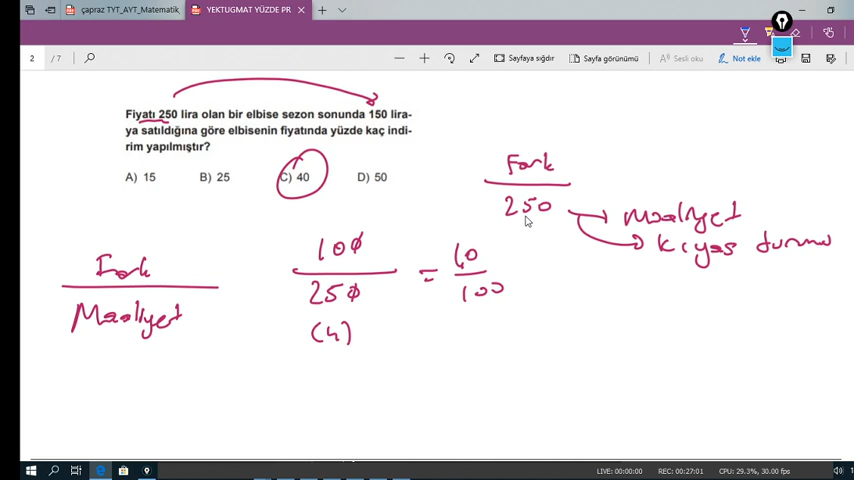 çapraz TYT_AYT_Matematik
YEKTUGMAT YÜZDE PR
2 / 7
Sayfaya sığdır
Sayfa görünümü
Sesli oku
Not ekle
Fiyatı 250 lira olan bir elbise sezon sonunda 150 lira-
ya satıldığına göre elbisenin fiyatında yüzde kaç indi-
rim yapılmıştır?
A) 15 B) 25 C) 40 D) 50
Fark
250
Maaliyet
Kıyas durumu
Fark
Maaliyet
100
250
(4)
=
40
100
LIVE: 00:00:00 REC: 00:27:01 CPU: 29.3%, 30.00 fps